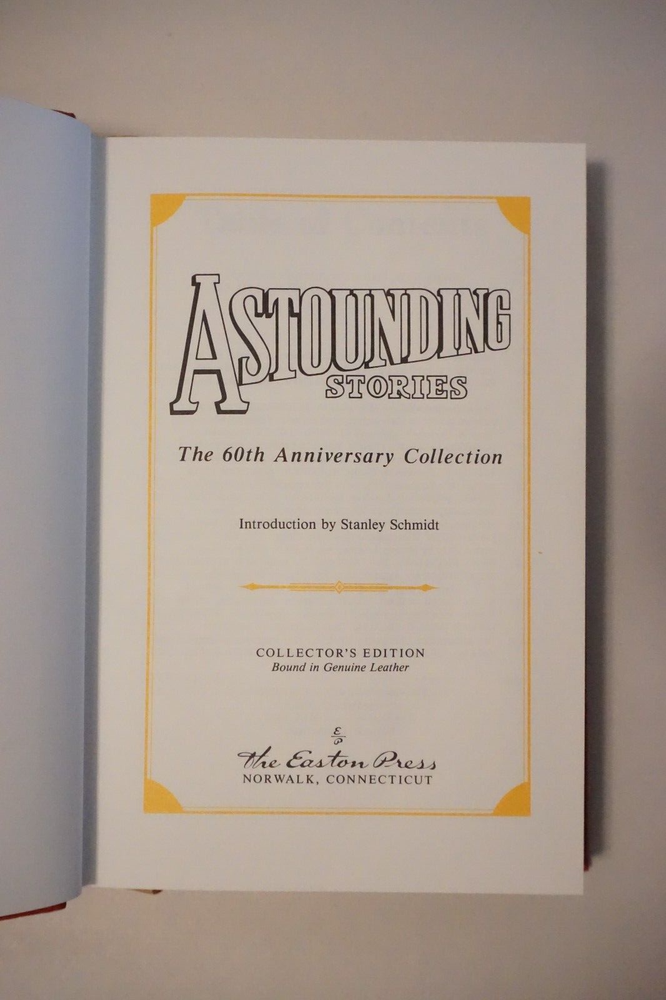 ASTOUNDING
STORIES
The 60th Anniversary Collection
Introduction by Stanley Schmidt
COLLECTOR'S EDITION
Bound in Genuine Leather
E
P
The Easton Press
NORWALK, CONNECTICUT